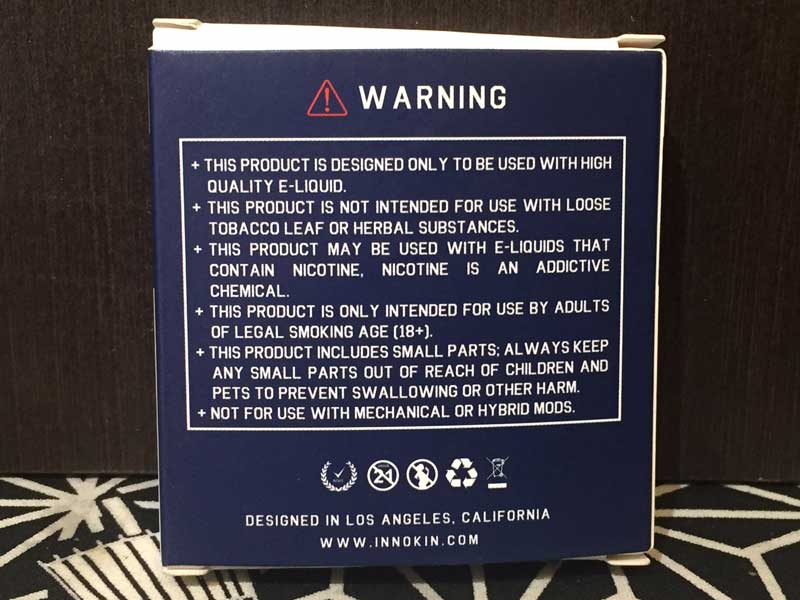 WARNING
+ THIS PRODUCT IS DESIGNED ONLY TO BE USED WITH HIGH
QUALITY E-LIQUID.
+ THIS PRODUCT IS NOT INTENDED FOR USE WITH LOOSE
TOBACCO LEAF OR HERBAL SUBSTANCES.
+ THIS PRODUCT MAY BE USED WITH E-LIQUIDS THAT
CONTAIN NICOTINE, NICOTINE IS AN ADDICTIVE
CHEMICAL.
+ THIS PRODUCT IS ONLY INTENDED FOR USE BY ADULTS
OF LEGAL SMOKING AGE (18+).
+ THIS PRODUCT INCLUDES SMALL PARTS; ALWAYS KEEP
ANY SMALL PARTS OUT OF REACH OF CHILDREN AND
PETS TO PREVENT SWALLOWING OR OTHER HARM.
+ NOT FOR USE WITH MECHANICAL OR HYBRID MODS.
DESIGNED IN LOS ANGELES, CALIFORNIA
WWW.INNOKIN.COM